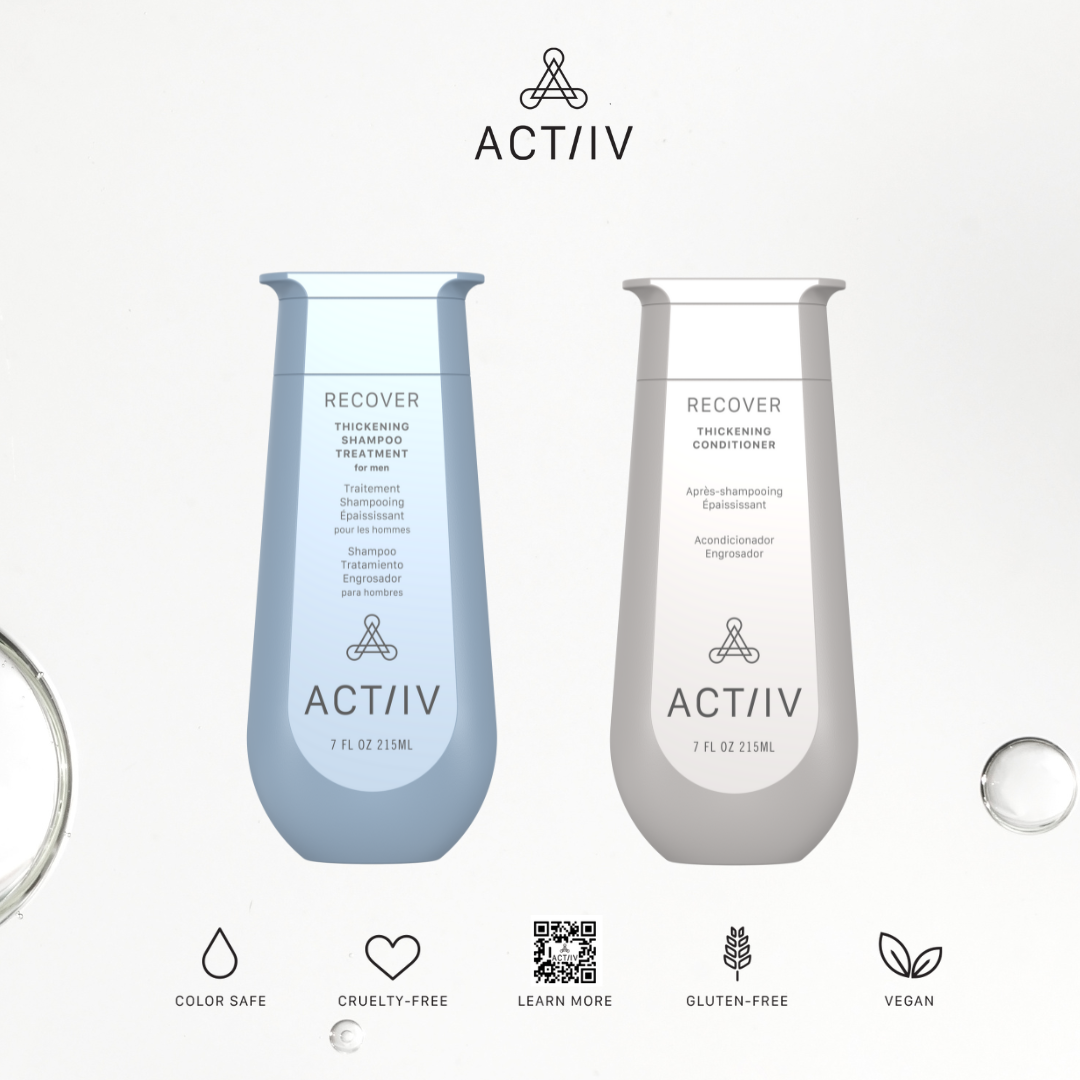 ACT/IV
RECOVER
THICKENING
SHAMPOO
TREATMENT
for men
Traitement
Shampooing
Épaississant
pour les hommes
Shampoo
Tratamiento
Engrosador
para hombres
ACT/IV
7 FL OZ 215ML
RECOVER
THICKENING
CONDITIONER
Après-shampooing
Épaississant
Acondicionador
Engrosador
ACT/IV
7 FL OZ 215ML
COLOR SAFE
CRUELTY-FREE
ACT/IV
LEARN MORE
GLUTEN-FREE
VEGAN